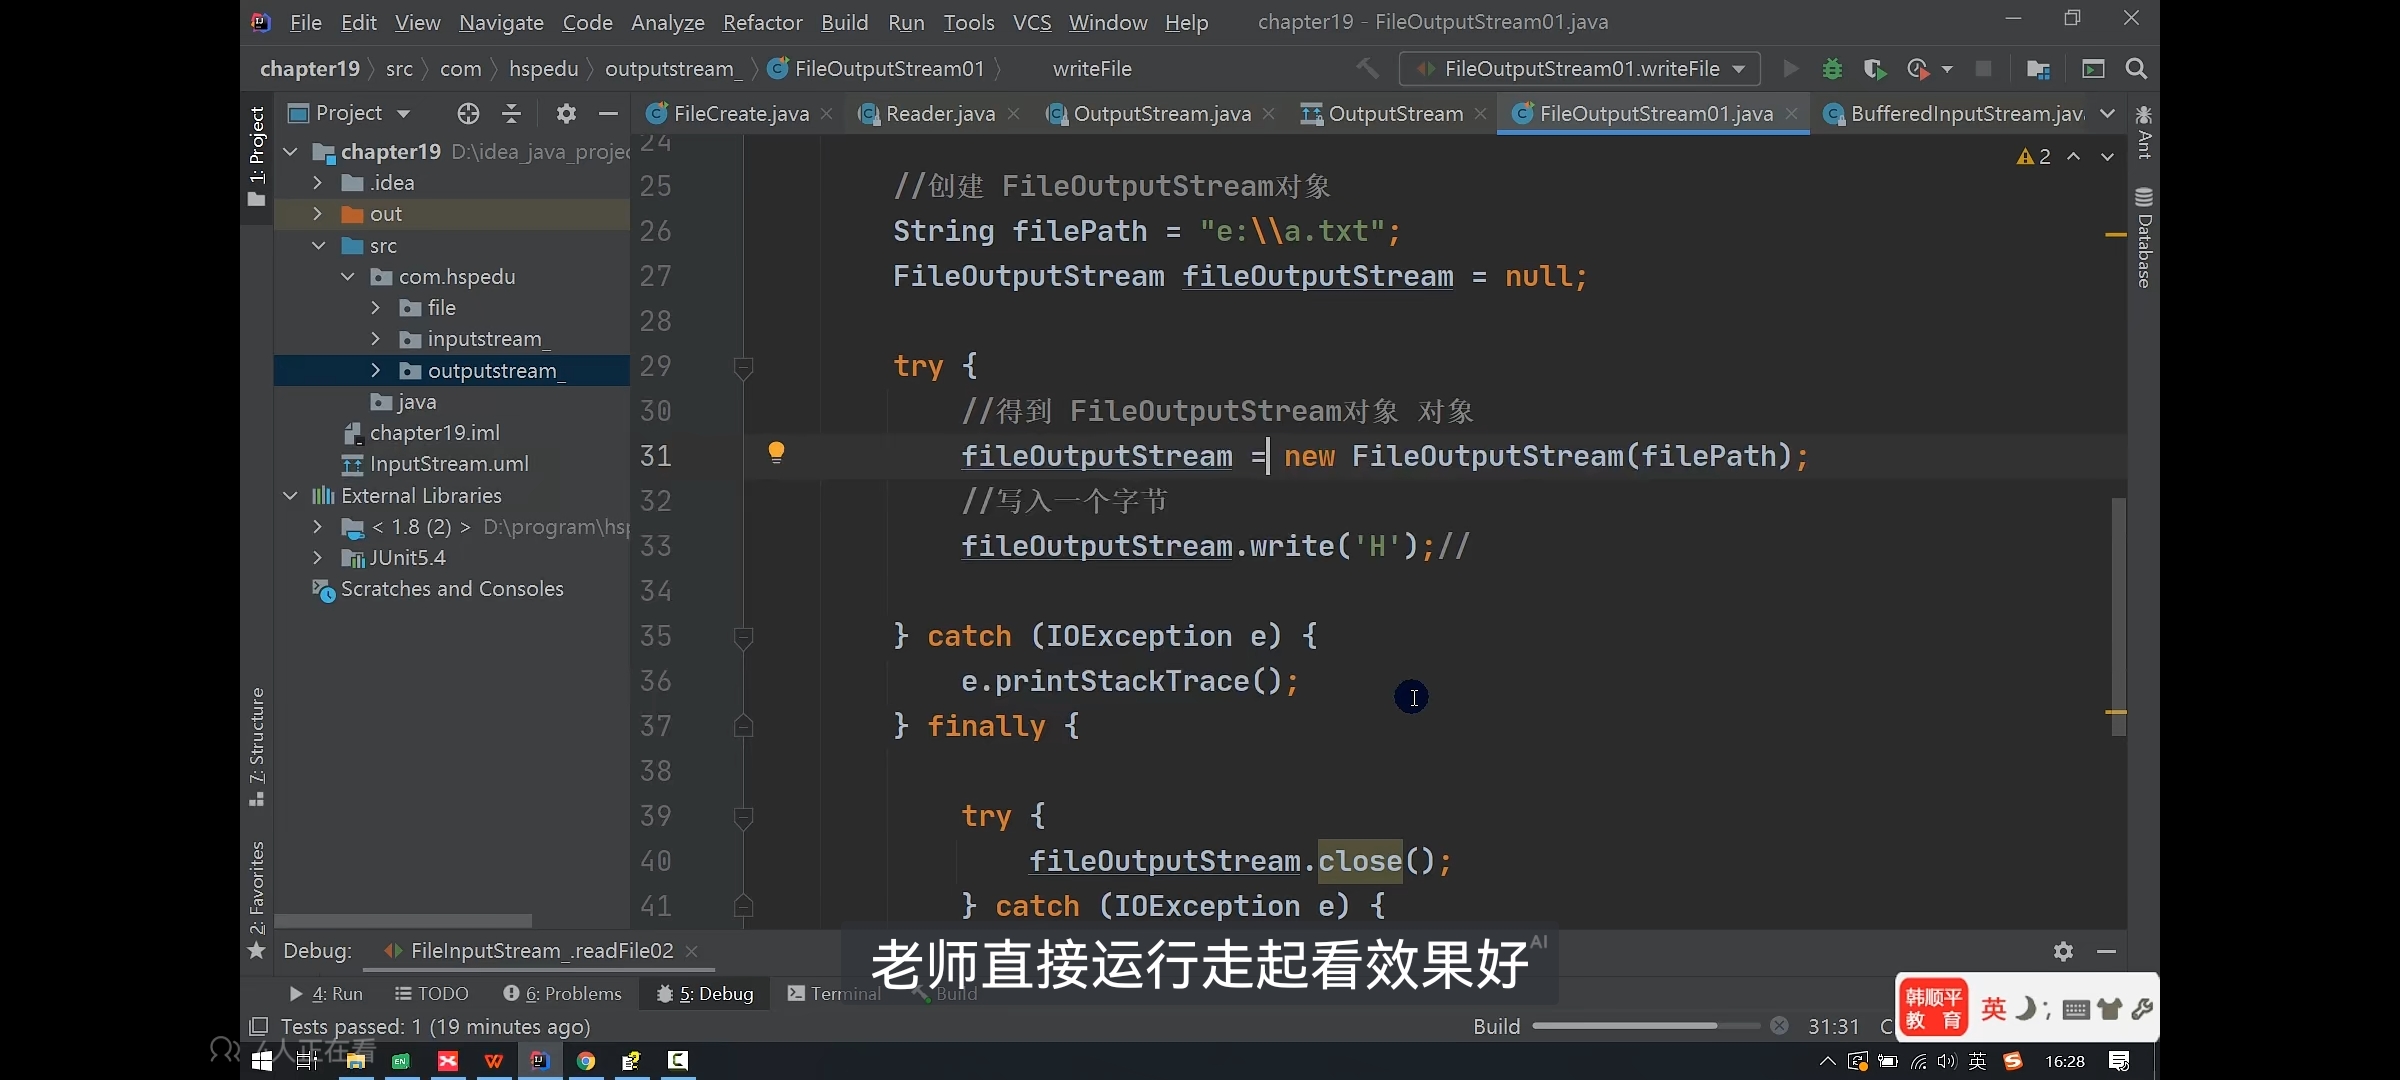 File Edit View Navigate Code Analyze Refactor Build Run Tools VCS Window Help chapter19 - FileOutputStream01.java
chapter19 src com hspedu outputstream_ FileOutputStream01 writeFile FileOutputStream01.writeFile
1: Project
Project
FileCreate.java Reader.java OutputStream.java OutputStream FileOutputStream01.java BufferedInputStream.java
chapter19 D:\idea_java_projec
.idea
out
src
com.hspedu
file
inputstream_
outputstream_
java
chapter19.iml
InputStream.uml
External Libraries
< 1.8 (2) > D:\program\hsp
JUnit5.4
Scratches and Consoles
2
Ant
Database
24
25 //创建 FileOutputStream对象
26 String filePath = "e:\\a.txt";
27 FileOutputStream fileOutputStream = null;
28
29 try {
30 //得到 FileOutputStream对象 对象
31 fileOutputStream = new FileOutputStream(filePath);
32 //写入一个字节
33 fileOutputStream.write('H');//
34
35 } catch (IOException e) {
36 e.printStackTrace();
37 } finally {
38
39 try {
40 fileOutputStream.close();
41 } catch (IOException e) {
7: Structure
2: Favorites
Debug: FileInputStream_.readFile02
老师直接运行走起看效果好
AI
4: Run TODO 6: Problems 5: Debug Terminal Build
Tests passed: 1 (19 minutes ago) Build 31:31
韩顺平
教育
英
人正在看
英 16:28